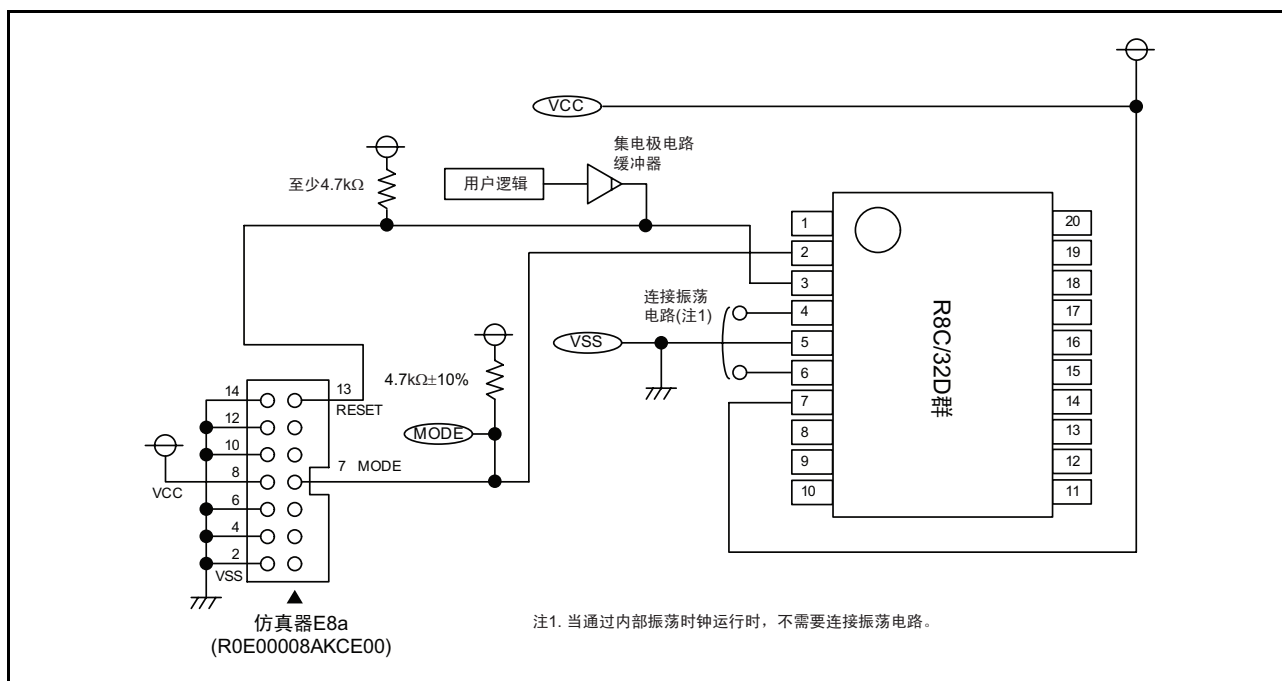 VCC
集电极电路
缓冲器
至少4.7kΩ
用户逻辑
1
2
3
4
5
6
7
8
9
10
20
19
18
17
16
15
14
13
12
11
R8C/32D群
连接振荡
电路(注1)
VSS
4.7kΩ±10%
MODE
14
13
RESET
12
10
7 MODE
8
VCC
6
4
2
VSS
仿真器E8a
(R0E00008AKCE00)
注1. 当通过内部振荡时钟运行时，不需要连接振荡电路。